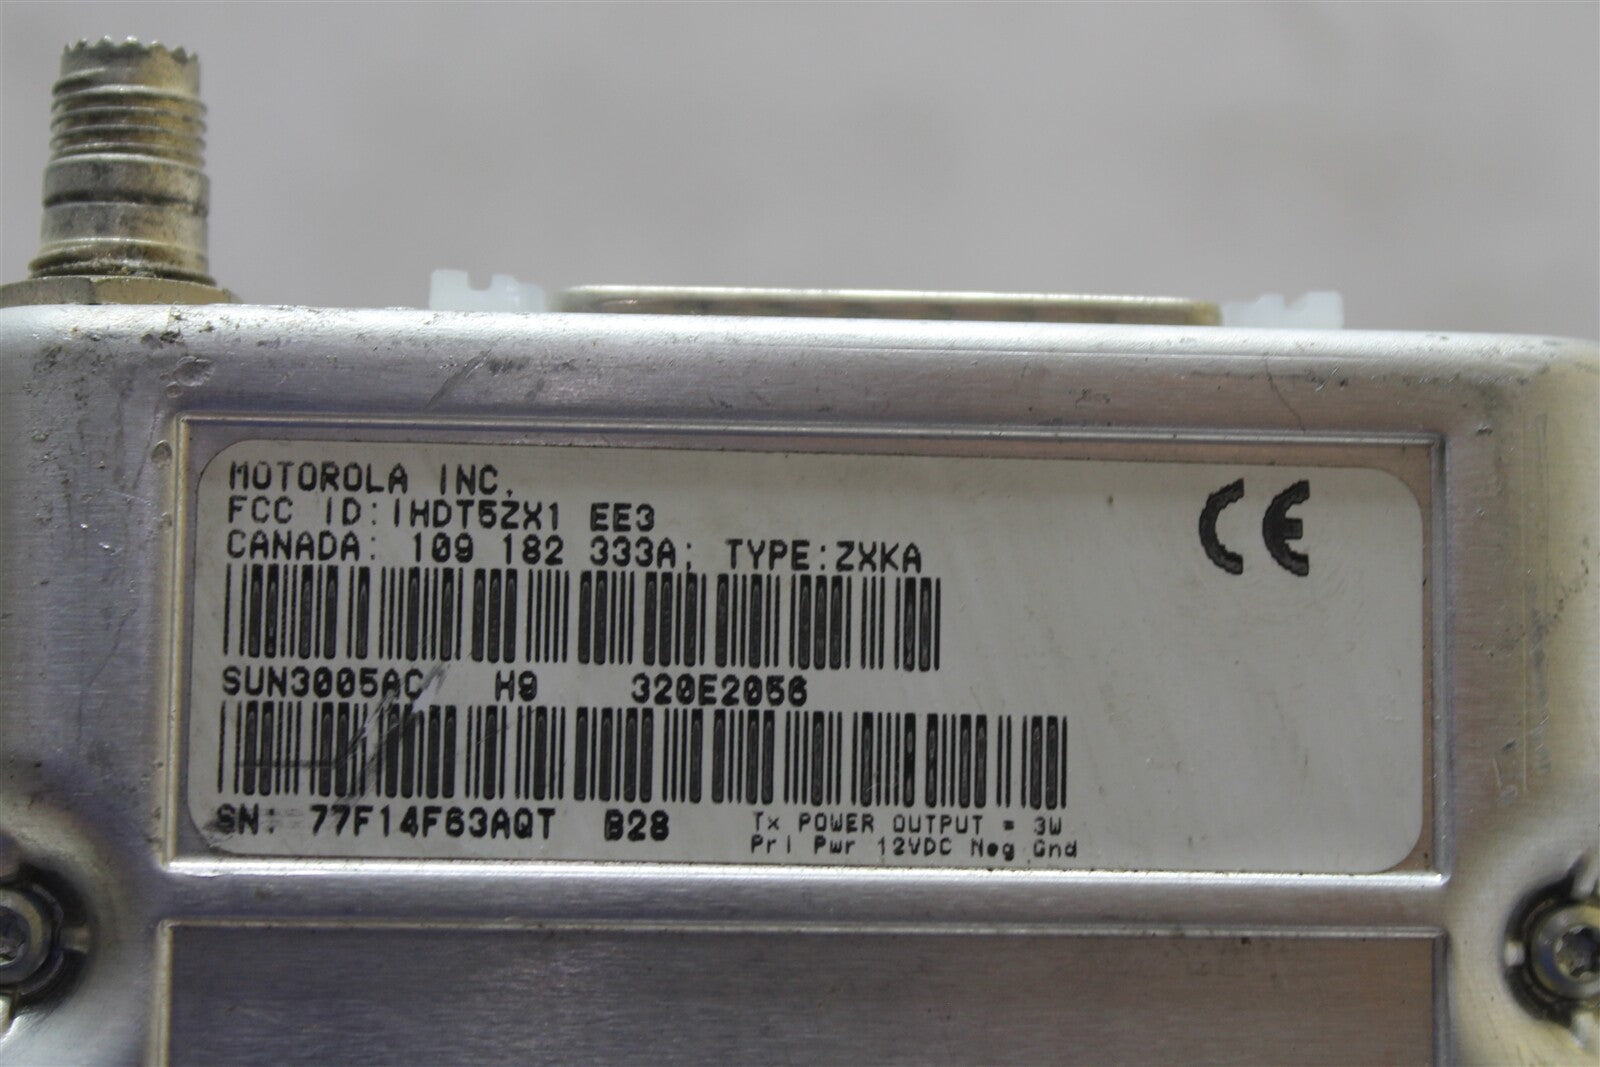 MOTOROLA INC.
FCC ID:IHDT5ZX1 EE3
CANADA: 109 182 333A; TYPE:ZXKA
CE
SUN3005AC H9 320E2056
SN: 77F14F63AQT B28
Tx POWER OUTPUT = 3W
Pri Pwr 12VDC Neg Gnd